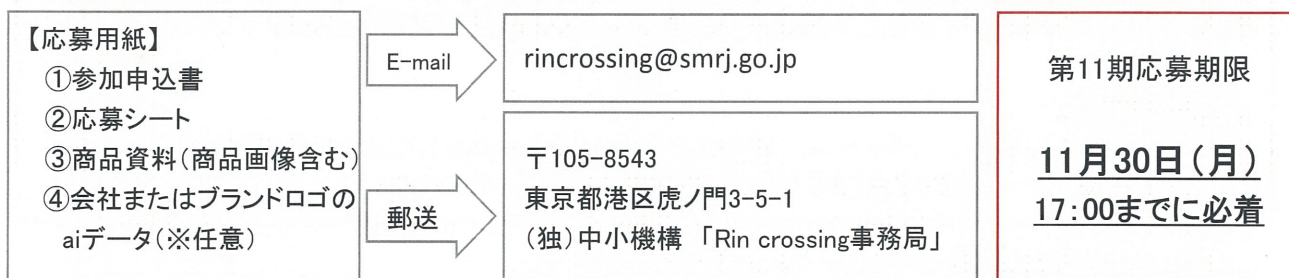 【応募用紙】
①参加申込書
②応募シート
③商品資料(商品画像含む)
④会社またはブランドロゴの
aiデータ(※任意)
E-mail
rincrossing@smrj.go.jp
郵送
〒105-8543
東京都港区虎ノ門3-5-1
(独)中小機構 「Rin crossing事務局」
第11期応募期限
11月30日(月)
17:00までに必着